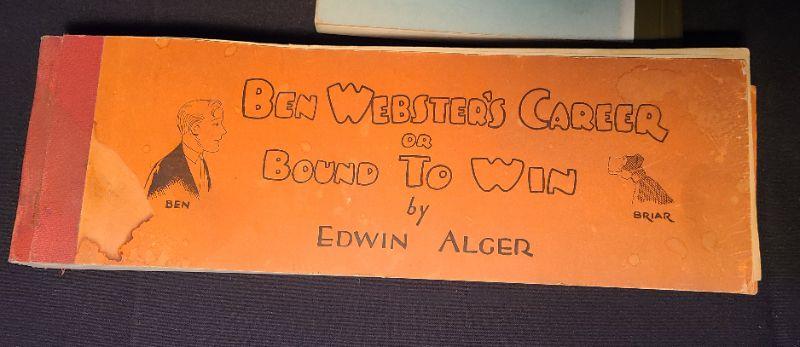 BEN WEBSTER'S CAREER
OR
BOUND TO WIN
by
EDWIN ALGER
BEN
BRIAR